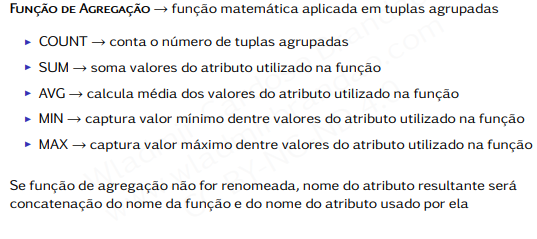 Função de Agregação → função matemática aplicada em tuplas agrupadas
▸ COUNT → conta o número de tuplas agrupadas
▸ SUM → soma valores do atributo utilizado na função
▸ AVG → calcula média dos valores do atributo utilizado na função
▸ MIN → captura valor mínimo dentre valores do atributo utilizado na função
▸ MAX → captura valor máximo dentre valores do atributo utilizado na função
Se função de agregação não for renomeada, nome do atributo resultante será
concatenação do nome da função e do nome do atributo usado por ela